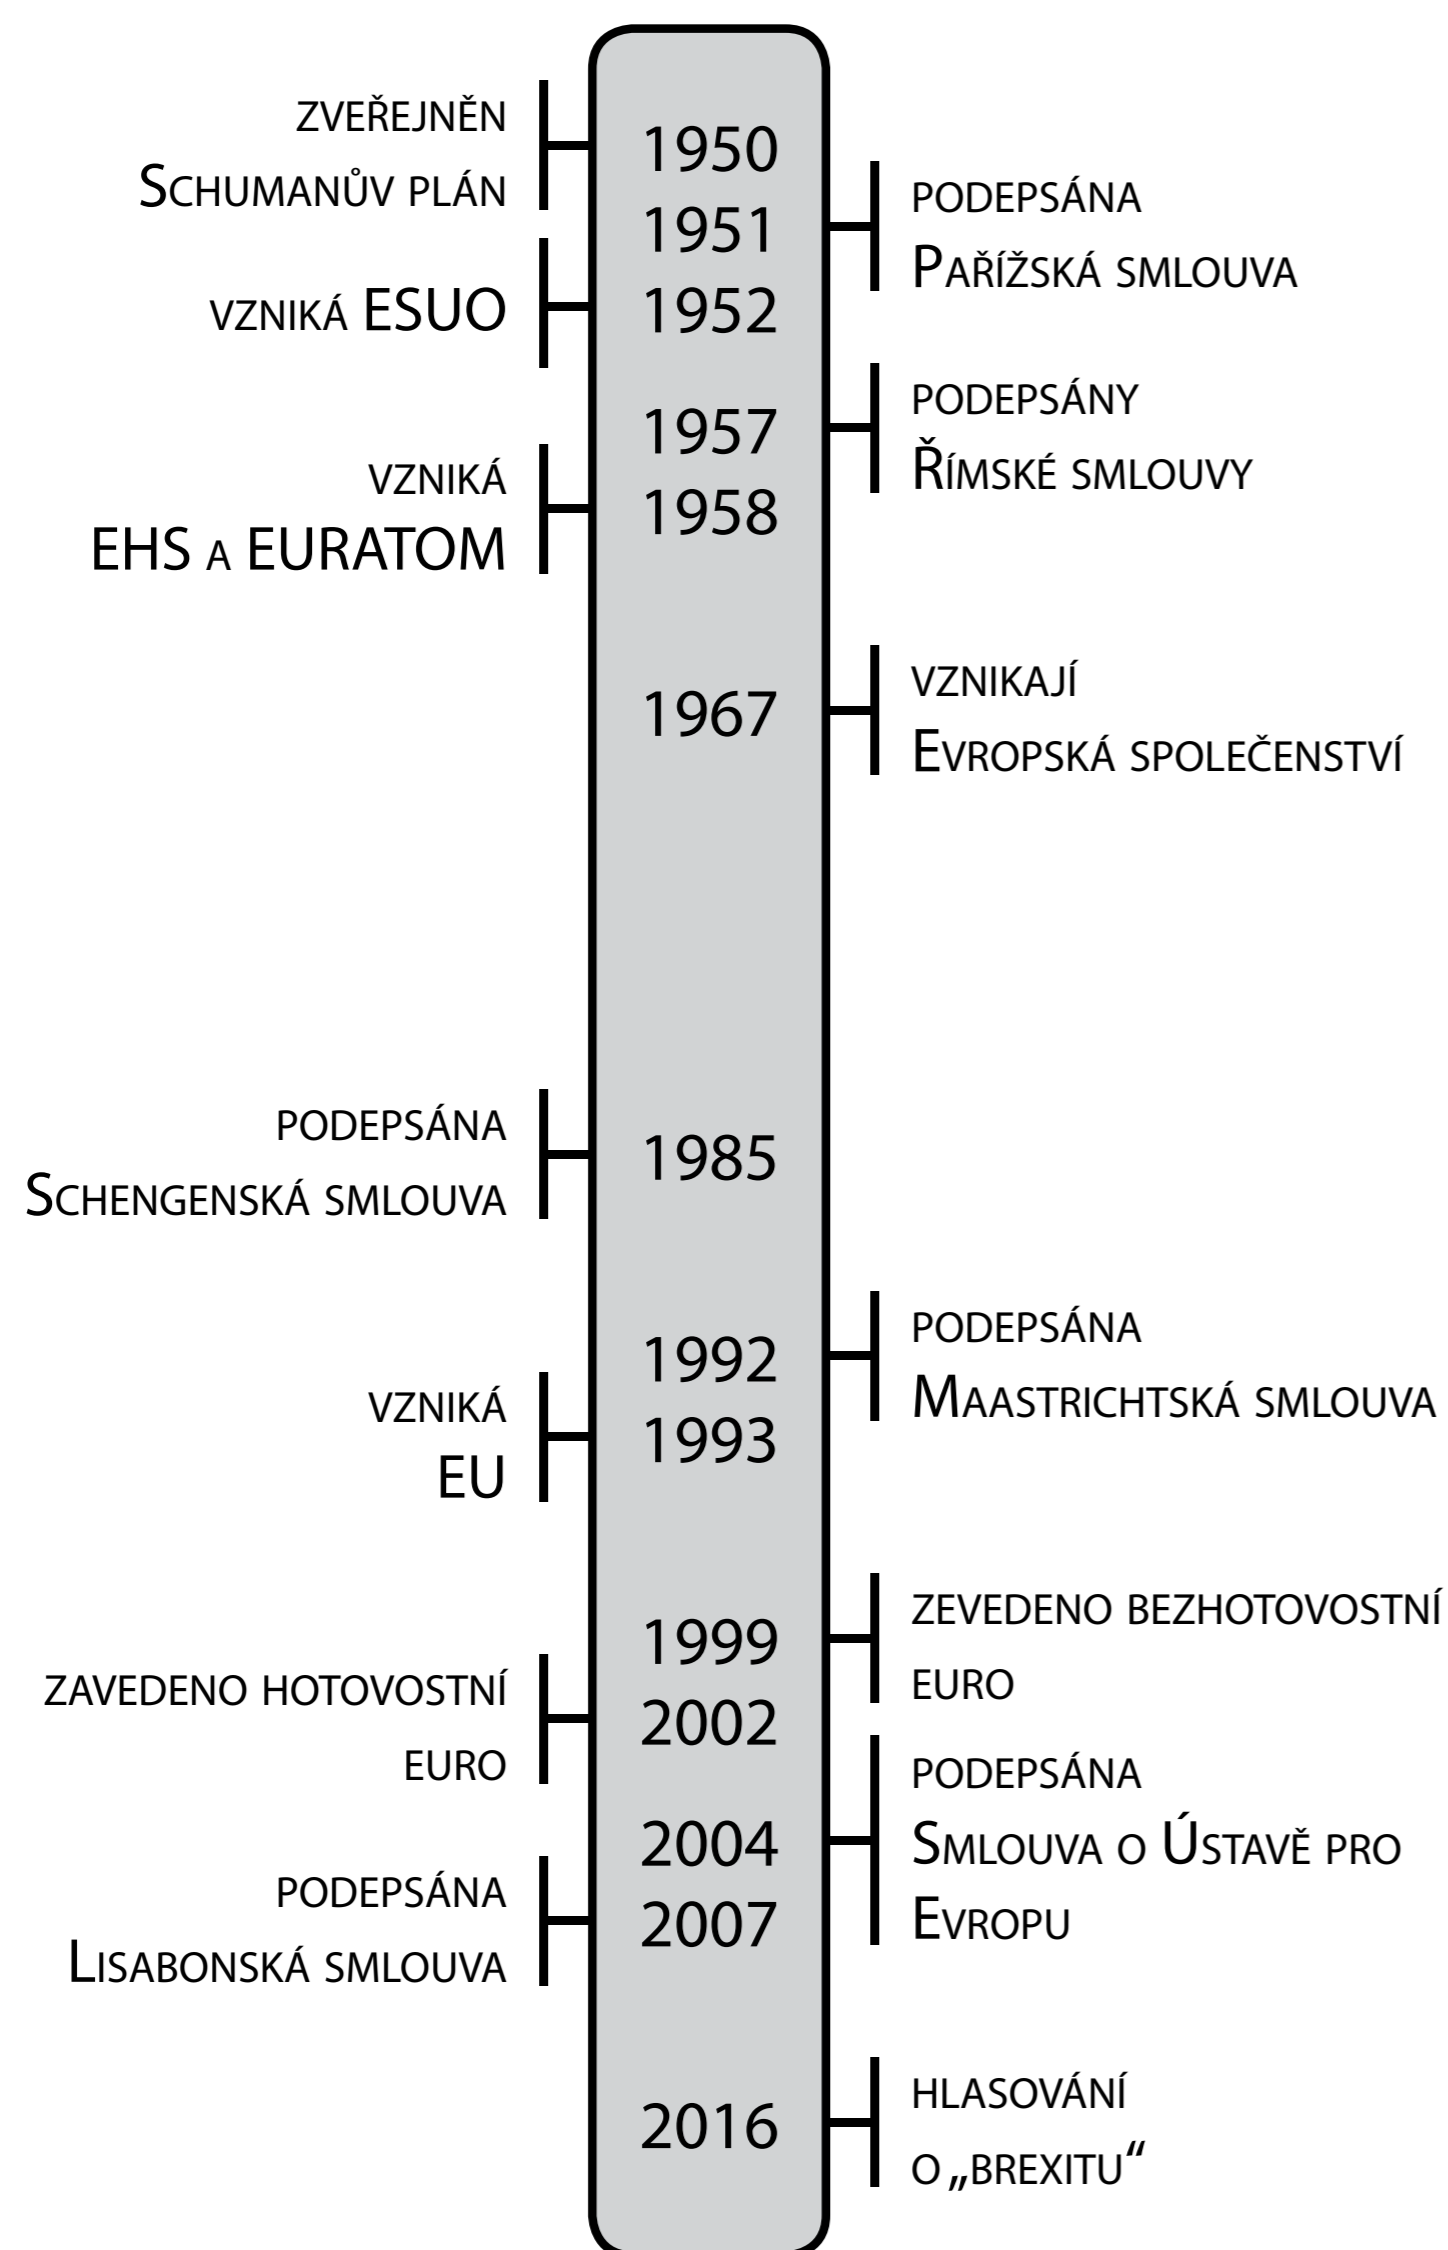 ZVEŘEJNĚN
SCHUMANŮV PLÁN
1950
1951
PODEPSÁNA
PAŘÍŽSKÁ SMLOUVA
VZNIKÁ ESUO
1952
1957
PODEPSÁNY
ŘÍMSKÉ SMLOUVY
VZNIKÁ
EHS A EURATOM
1958
1967
VZNIKAJÍ
EVROPSKÁ SPOLEČENSTVÍ
PODEPSÁNA
SCHENGENSKÁ SMLOUVA
1985
1992
PODEPSÁNA
MAASTRICHTSKÁ SMLOUVA
VZNIKÁ
EU
1993
1999
ZEVEDENO BEZHOTOVOSTNÍ
EURO
ZAVEDENO HOTOVOSTNÍ
EURO
2002
2004
PODEPSÁNA
SMLOUVA O ÚSTAVĚ PRO
EVROPU
PODEPSÁNA
LISABONSKÁ SMLOUVA
2007
2016
HLASOVÁNÍ
O „BREXITU“